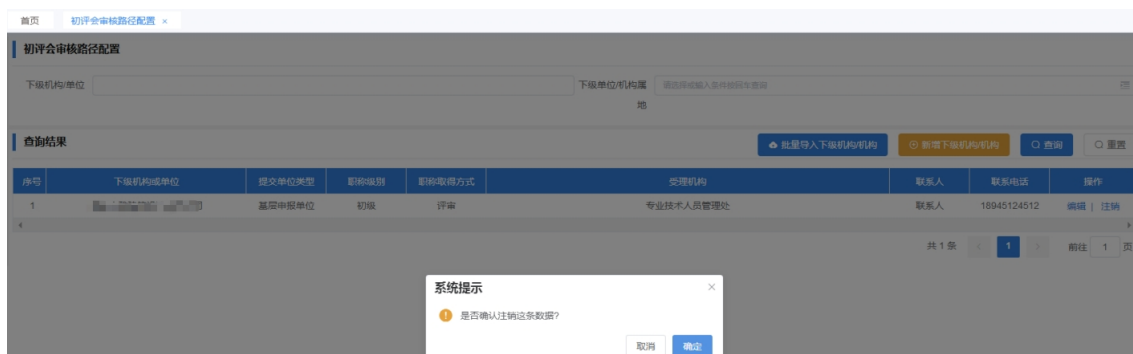 首页 初评会审核路径配置 ×
初评会审核路径配置
下级机构/单位 下级单位/机构属地 请选择或输入条件按回车查询
查询结果 批量导入下级机构/机构 新增下级机构/机构 查询 重置
序号 下级机构或单位 提交单位类型 职称级别 职称取得方式 受理机构 联系人 联系电话 操作
1 基层申报单位 初级 评审 专业技术人员管理处 联系人 18945124512 编辑 | 注销
共 1 条 < 1 > 前往 1 页
系统提示 ×
是否确认注销这条数据?
取消 确定